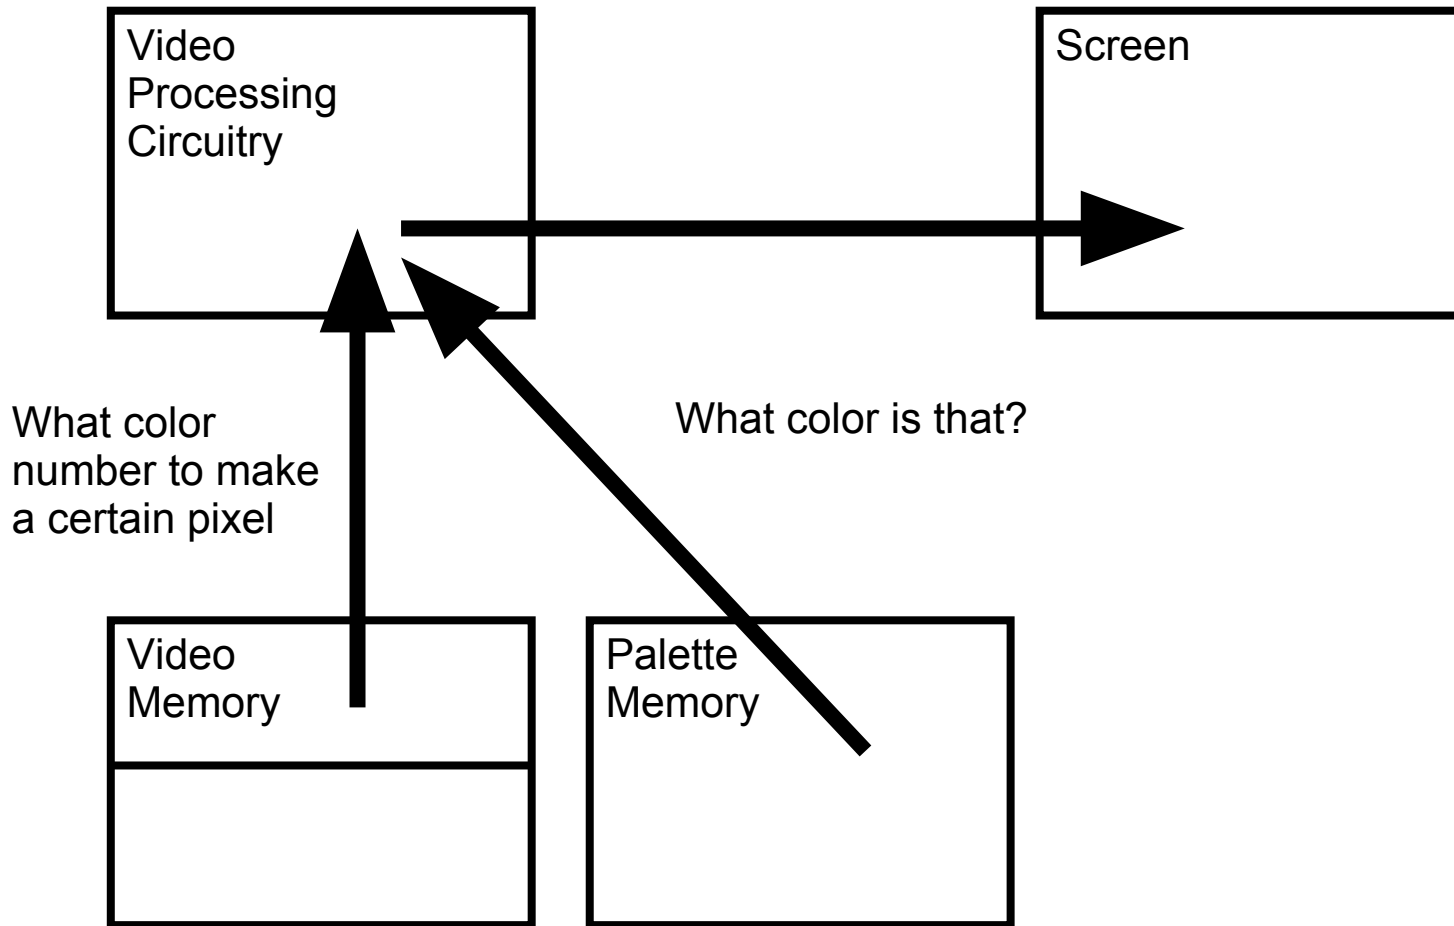 Video
Processing
Circuitry
Screen
What color
number to make
a certain pixel
What color is that?
Video
Memory
Palette
Memory